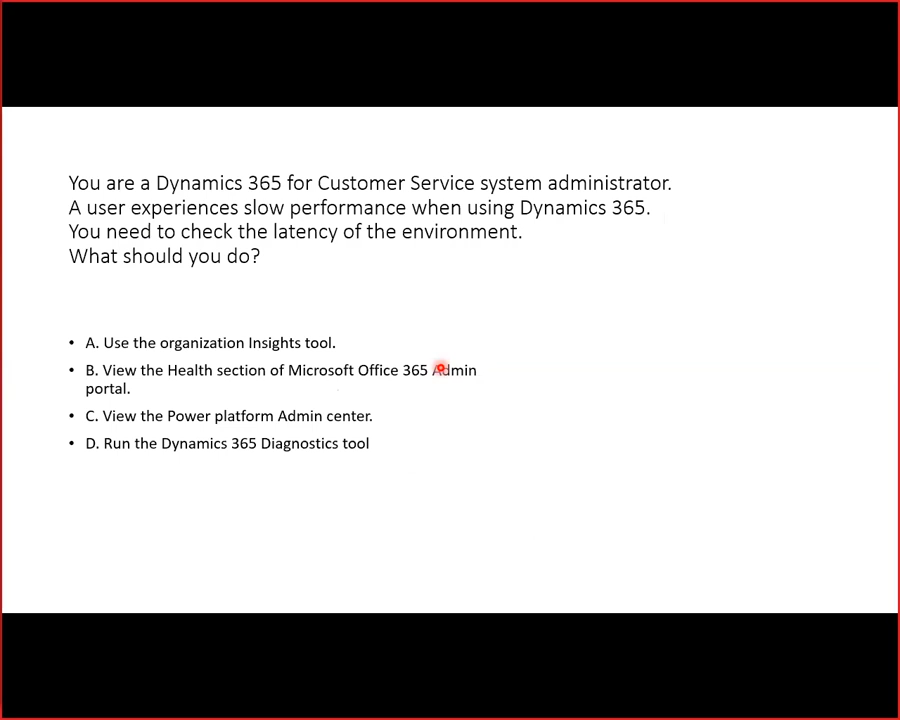 You are a Dynamics 365 for Customer Service system administrator.
A user experiences slow performance when using Dynamics 365.
You need to check the latency of the environment.
What should you do?
• A. Use the organization Insights tool.
• B. View the Health section of Microsoft Office 365 Admin
portal.
• C. View the Power platform Admin center.
• D. Run the Dynamics 365 Diagnostics tool